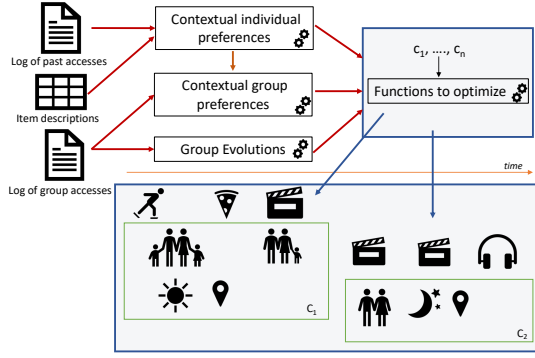 Contextual individual
preferences
Log of past accesses
Item descriptions
Contextual group
preferences
Log of group accesses
Group Evolutions
c₁, …., cₙ
Functions to optimize
time
C₁
C₂